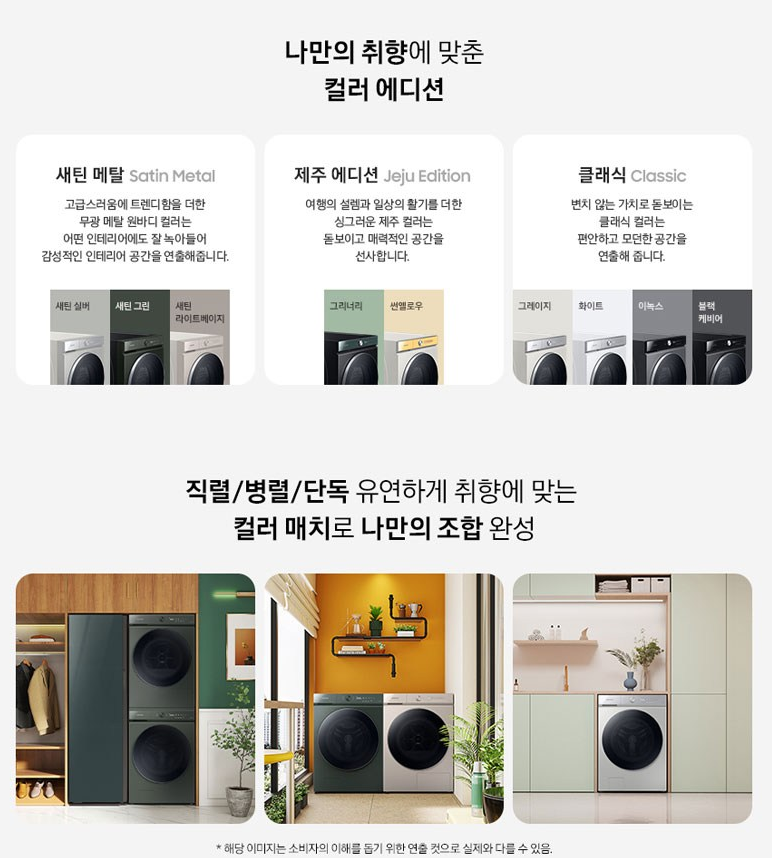 나만의 취향에 맞춘
컬러 에디션
새틴 메탈 Satin Metal
고급스러움에 트렌디함을 더한
무광 메탈 원바디 컬러는
어떤 인테리어에도 잘 녹아들어
감성적인 인테리어 공간을 연출해줍니다.
새틴 실버
새틴 그린
새틴
라이트베이지
제주 에디션 Jeju Edition
여행의 설렘과 일상의 활기를 더한
싱그러운 제주 컬러는
돋보이고 매력적인 공간을
선사합니다.
그리너리
썬옐로우
클래식 Classic
변치 않는 가치로 돋보이는
클래식 컬러는
편안하고 모던한 공간을
연출해 줍니다.
그레이지
화이트
이녹스
블랙
케비어
직렬/병렬/단독 유연하게 취향에 맞는
컬러 매치로 나만의 조합 완성
* 해당 이미지는 소비자의 이해를 돕기 위한 연출 컷으로 실제와 다를 수 있음.